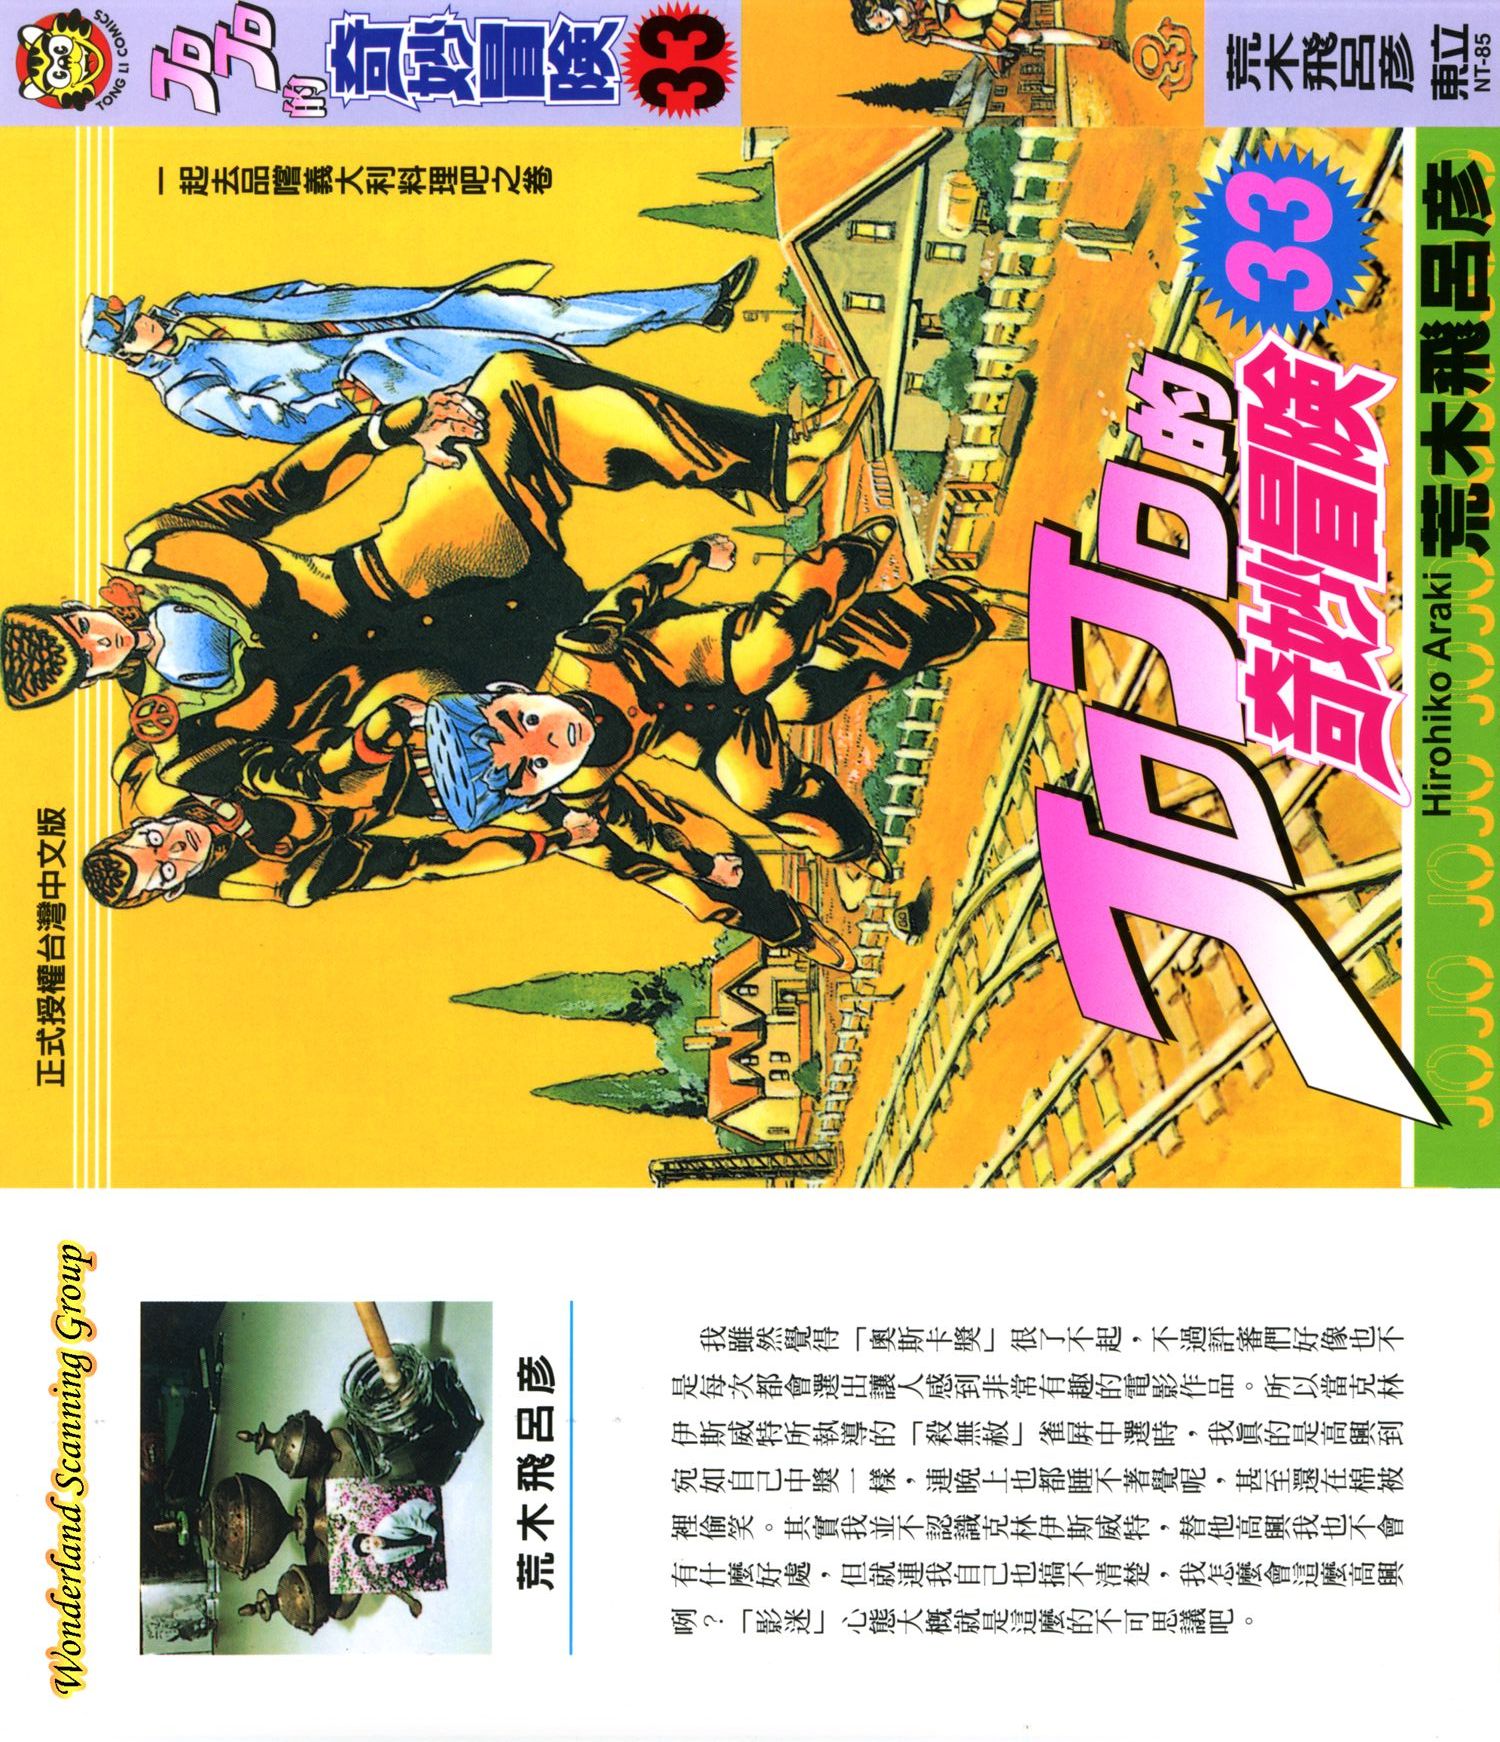 TONG LI COMICS
JOJO的
奇妙冒険
33
荒木飛呂彦
東立
NT-85
一起去品嚐義大利料理吧之卷
33
JOJO的
奇妙冒険
荒木飛呂彦
Hirohiko Araki
JOJO JOJO JOJO JOJO
正式授權台灣中文版
Wonderland Scanning Group
荒木飛呂彦
我雖然覺得「奧斯卡獎」很了不起，不過評審們好像也不
是每次都會選出讓人感到非常有趣的電影作品。所以當克林
伊斯威特所執導的「殺無赦」雀屏中選時，我真的是高興到
宛如自己中獎一樣，連晚上也都睡不著覺呢，甚至還在棉被
裡偷笑。其實我並不認識克林伊斯威特，替他高興我也不會
有什麼好處，但就連我自己也搞不清楚，我怎麼會這麼高興
咧？「影迷」心態大概就是這麼的不可思議吧。